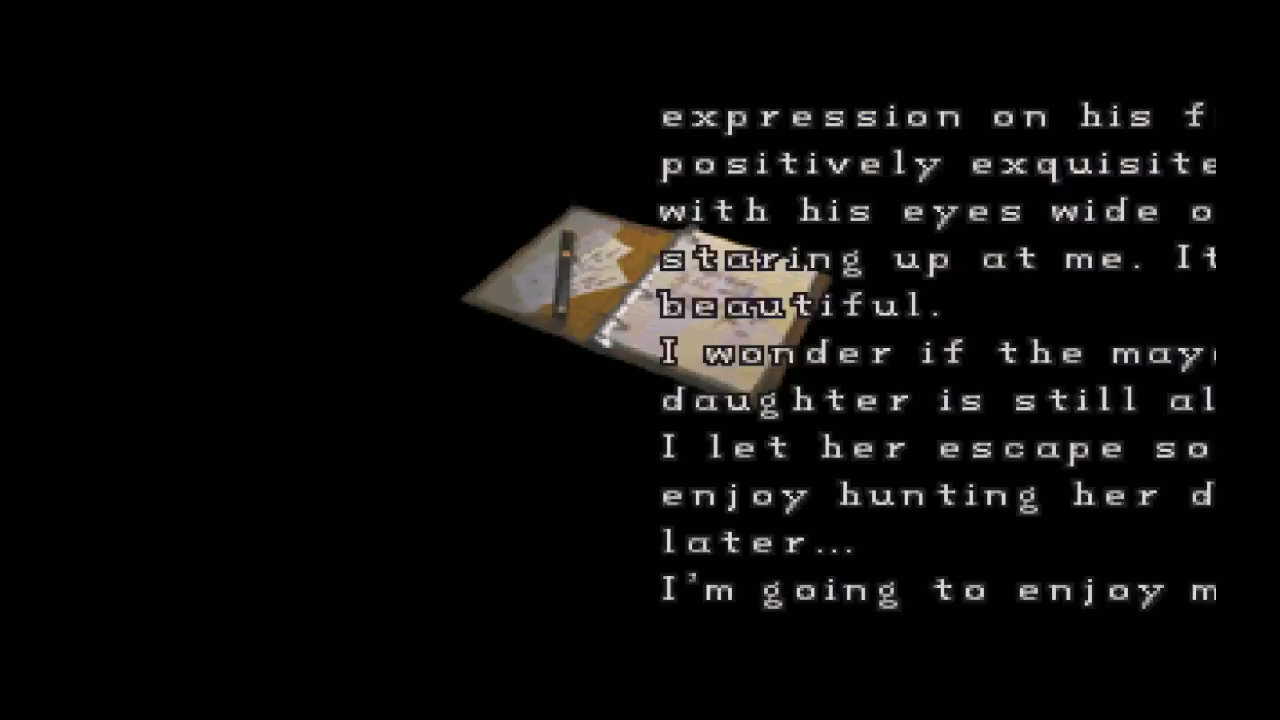 expression on his f
positively exquisite
with his eyes wide o
staring up at me. It
beautiful.
I wonder if the may
daughter is still al
I let her escape so
enjoy hunting her d
later...
I'm going to enjoy m